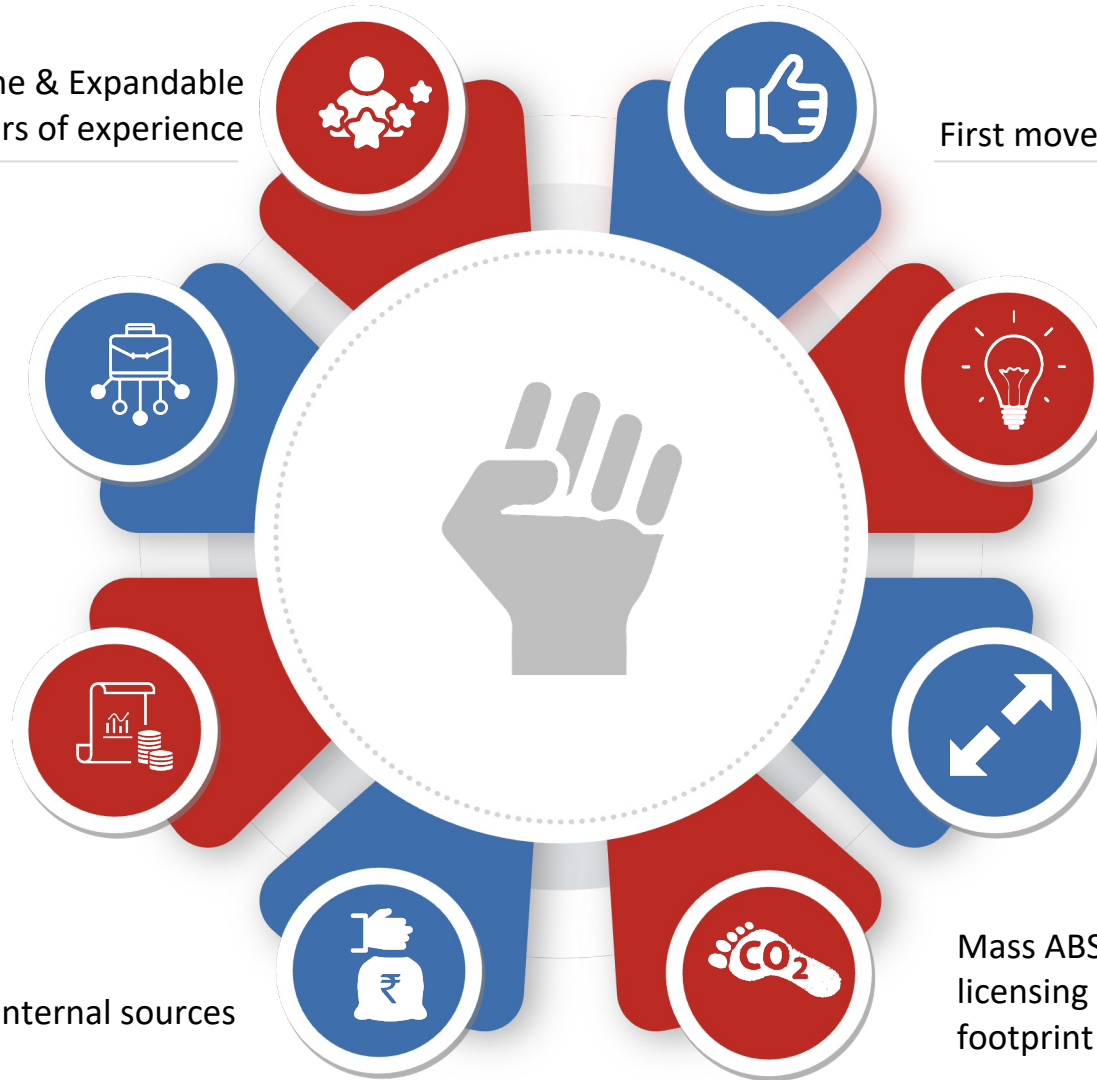 ne & Expandable
rs of experience
First move
nternal sources
₹
CO2
Mass ABS
licensing
footprint